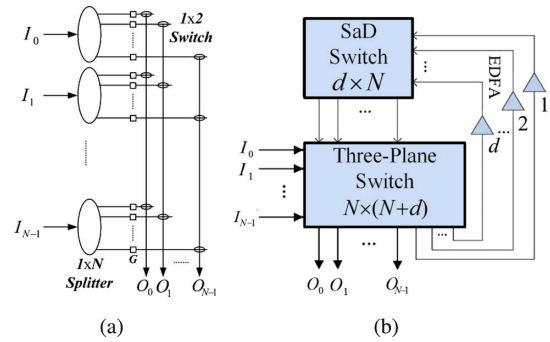 I0
1x2
Switch
I1
IN-1
1xN
Splitter
G
O0 O1 ON-1
(a)
SaD
Switch
d × N
EDFA
1
2
d
I0
I1
IN-1
Three-Plane
Switch
N×(N+d)
O0 O1 ON-1
(b)